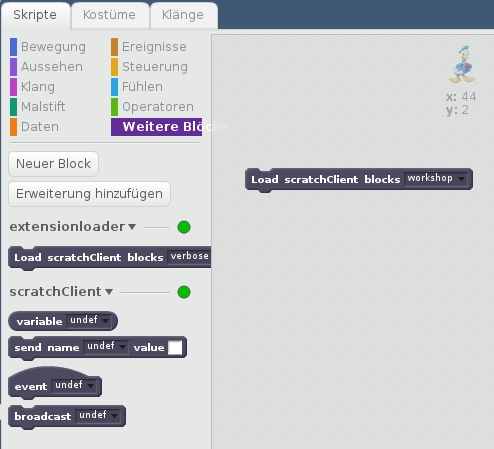 Skripte Kostüme Klänge
Bewegung Ereignisse
Aussehen Steuerung
Klang Fühlen
Malstift Operatoren
Daten Weitere Blöcke
x: 44
y: 2
Neuer Block
Erweiterung hinzufügen
Load scratchClient blocks workshop
extensionloader
Load scratchClient blocks verbose
scratchClient
variable undef
send name undef value
event undef
broadcast undef